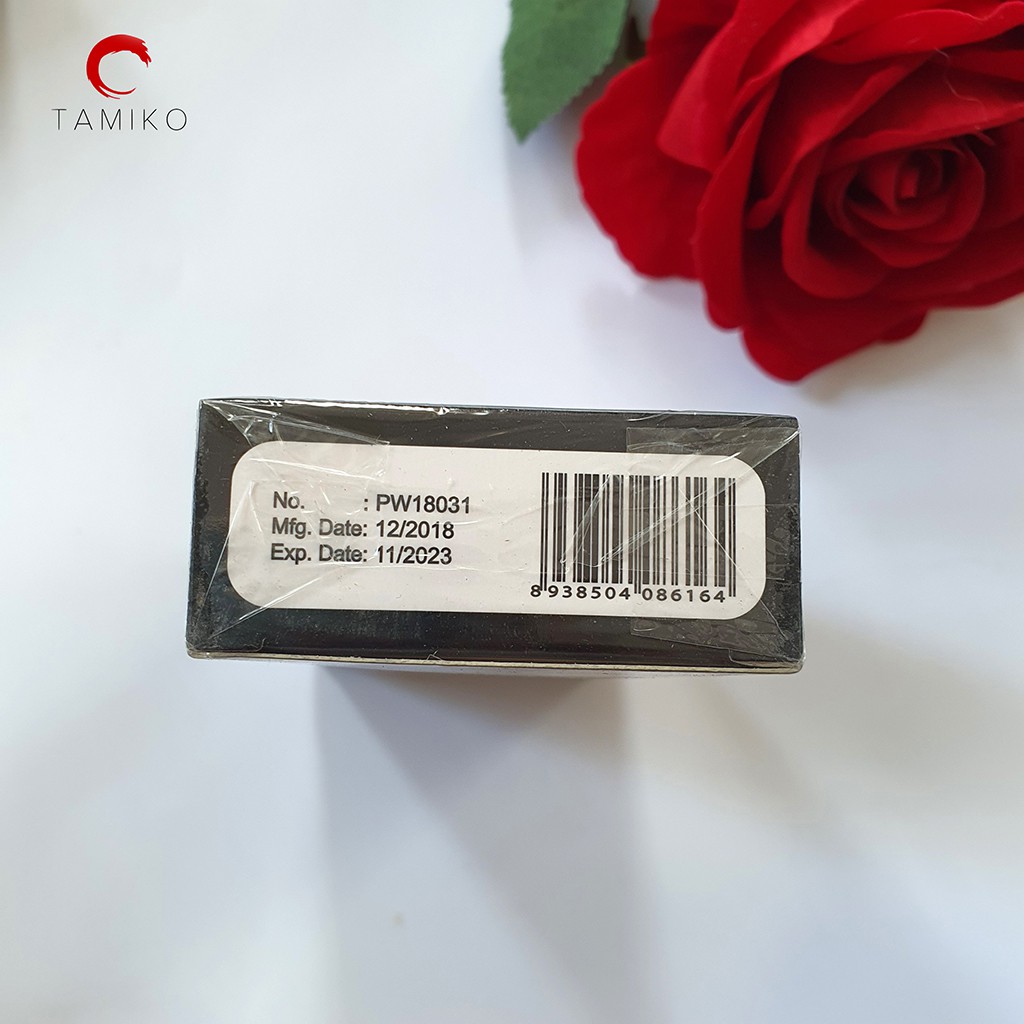 TAMIKO
No. : PW18031
Mfg. Date: 12/2018
Exp. Date: 11/2023
8 938504 086164